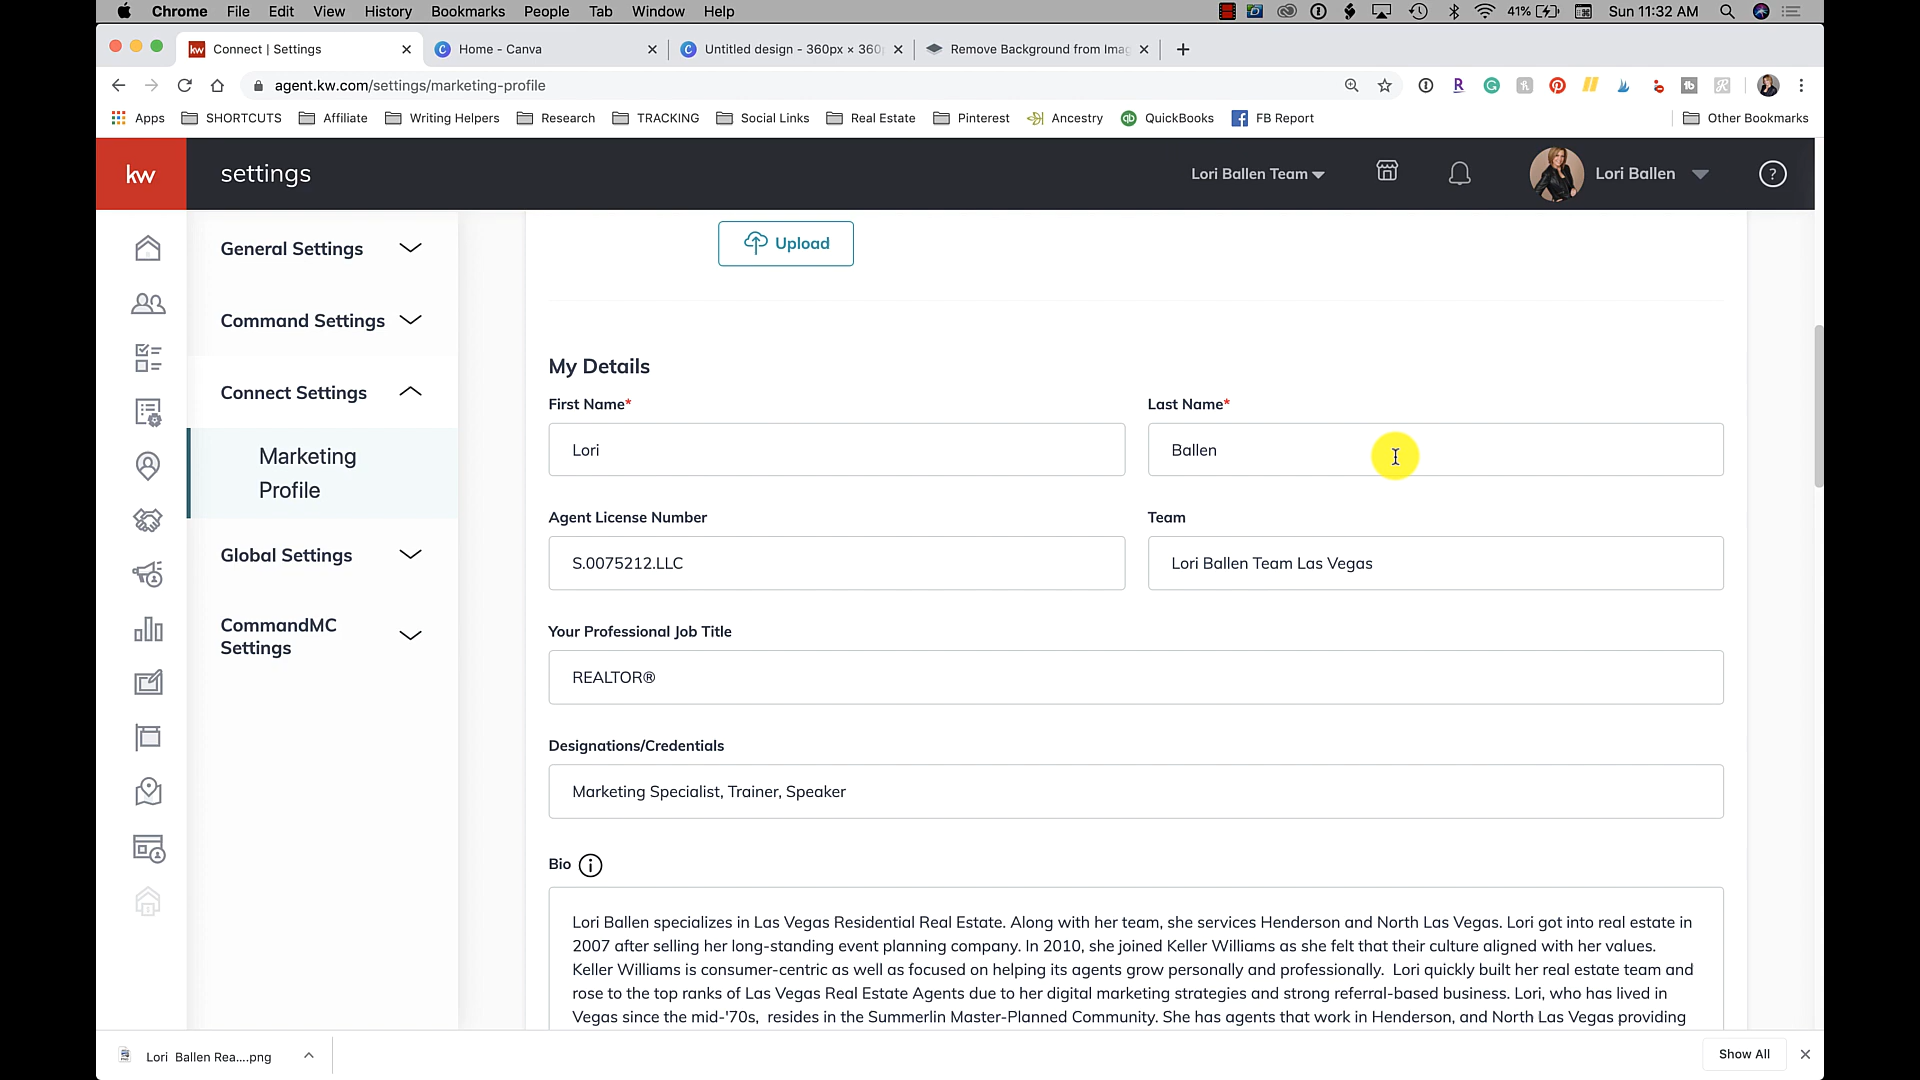 Chrome File Edit View History Bookmarks People Tab Window Help 41% Sun 11:32 AM
Connect | Settings Home - Canva Untitled design - 360px × 360 Remove Background from Imag
agent.kw.com/settings/marketing-profile
Apps SHORTCUTS Affiliate Writing Helpers Research TRACKING Social Links Real Estate Pinterest Ancestry QuickBooks FB Report Other Bookmarks
kw settings Lori Ballen Team Lori Ballen ?
General Settings
Command Settings
Connect Settings
Marketing
Profile
Global Settings
CommandMC
Settings
Upload
My Details
First Name* Last Name*
Lori Ballen
Agent License Number Team
S.0075212.LLC Lori Ballen Team Las Vegas
Your Professional Job Title
REALTOR®
Designations/Credentials
Marketing Specialist, Trainer, Speaker
Bio
Lori Ballen specializes in Las Vegas Residential Real Estate. Along with her team, she services Henderson and North Las Vegas. Lori got into real estate in
2007 after selling her long-standing event planning company. In 2010, she joined Keller Williams as she felt that their culture aligned with her values.
Keller Williams is consumer-centric as well as focused on helping its agents grow personally and professionally. Lori quickly built her real estate team and
rose to the top ranks of Las Vegas Real Estate Agents due to her digital marketing strategies and strong referral-based business. Lori, who has lived in
Vegas since the mid-'70s, resides in the Summerlin Master-Planned Community. She has agents that work in Henderson, and North Las Vegas providing
Lori Ballen Rea....png Show All